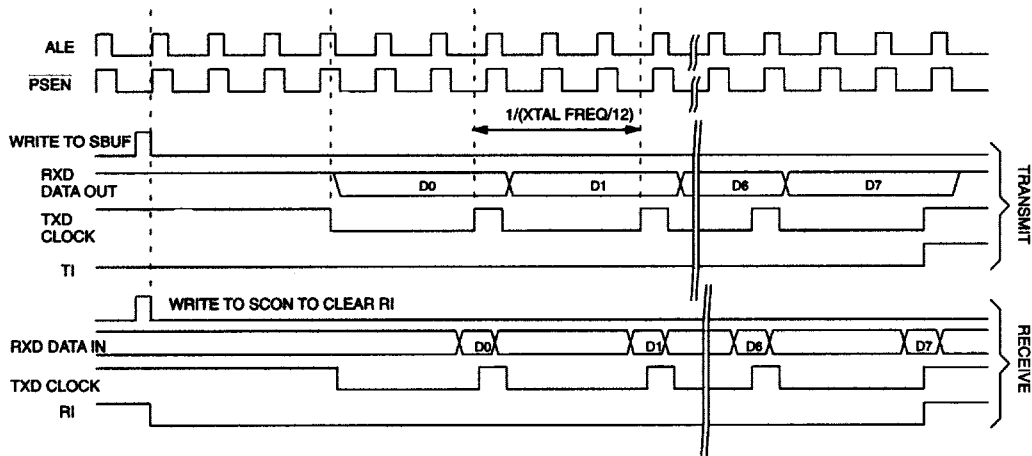 ALE
PSEN
1/(XTAL FREQ/12)
WRITE TO SBUF
RXD
DATA OUT
D0
D1
D6
D7
TXD
CLOCK
TI
TRANSMIT
WRITE TO SCON TO CLEAR RI
RXD DATA IN
D0
D1
D6
D7
TXD CLOCK
RI
RECEIVE